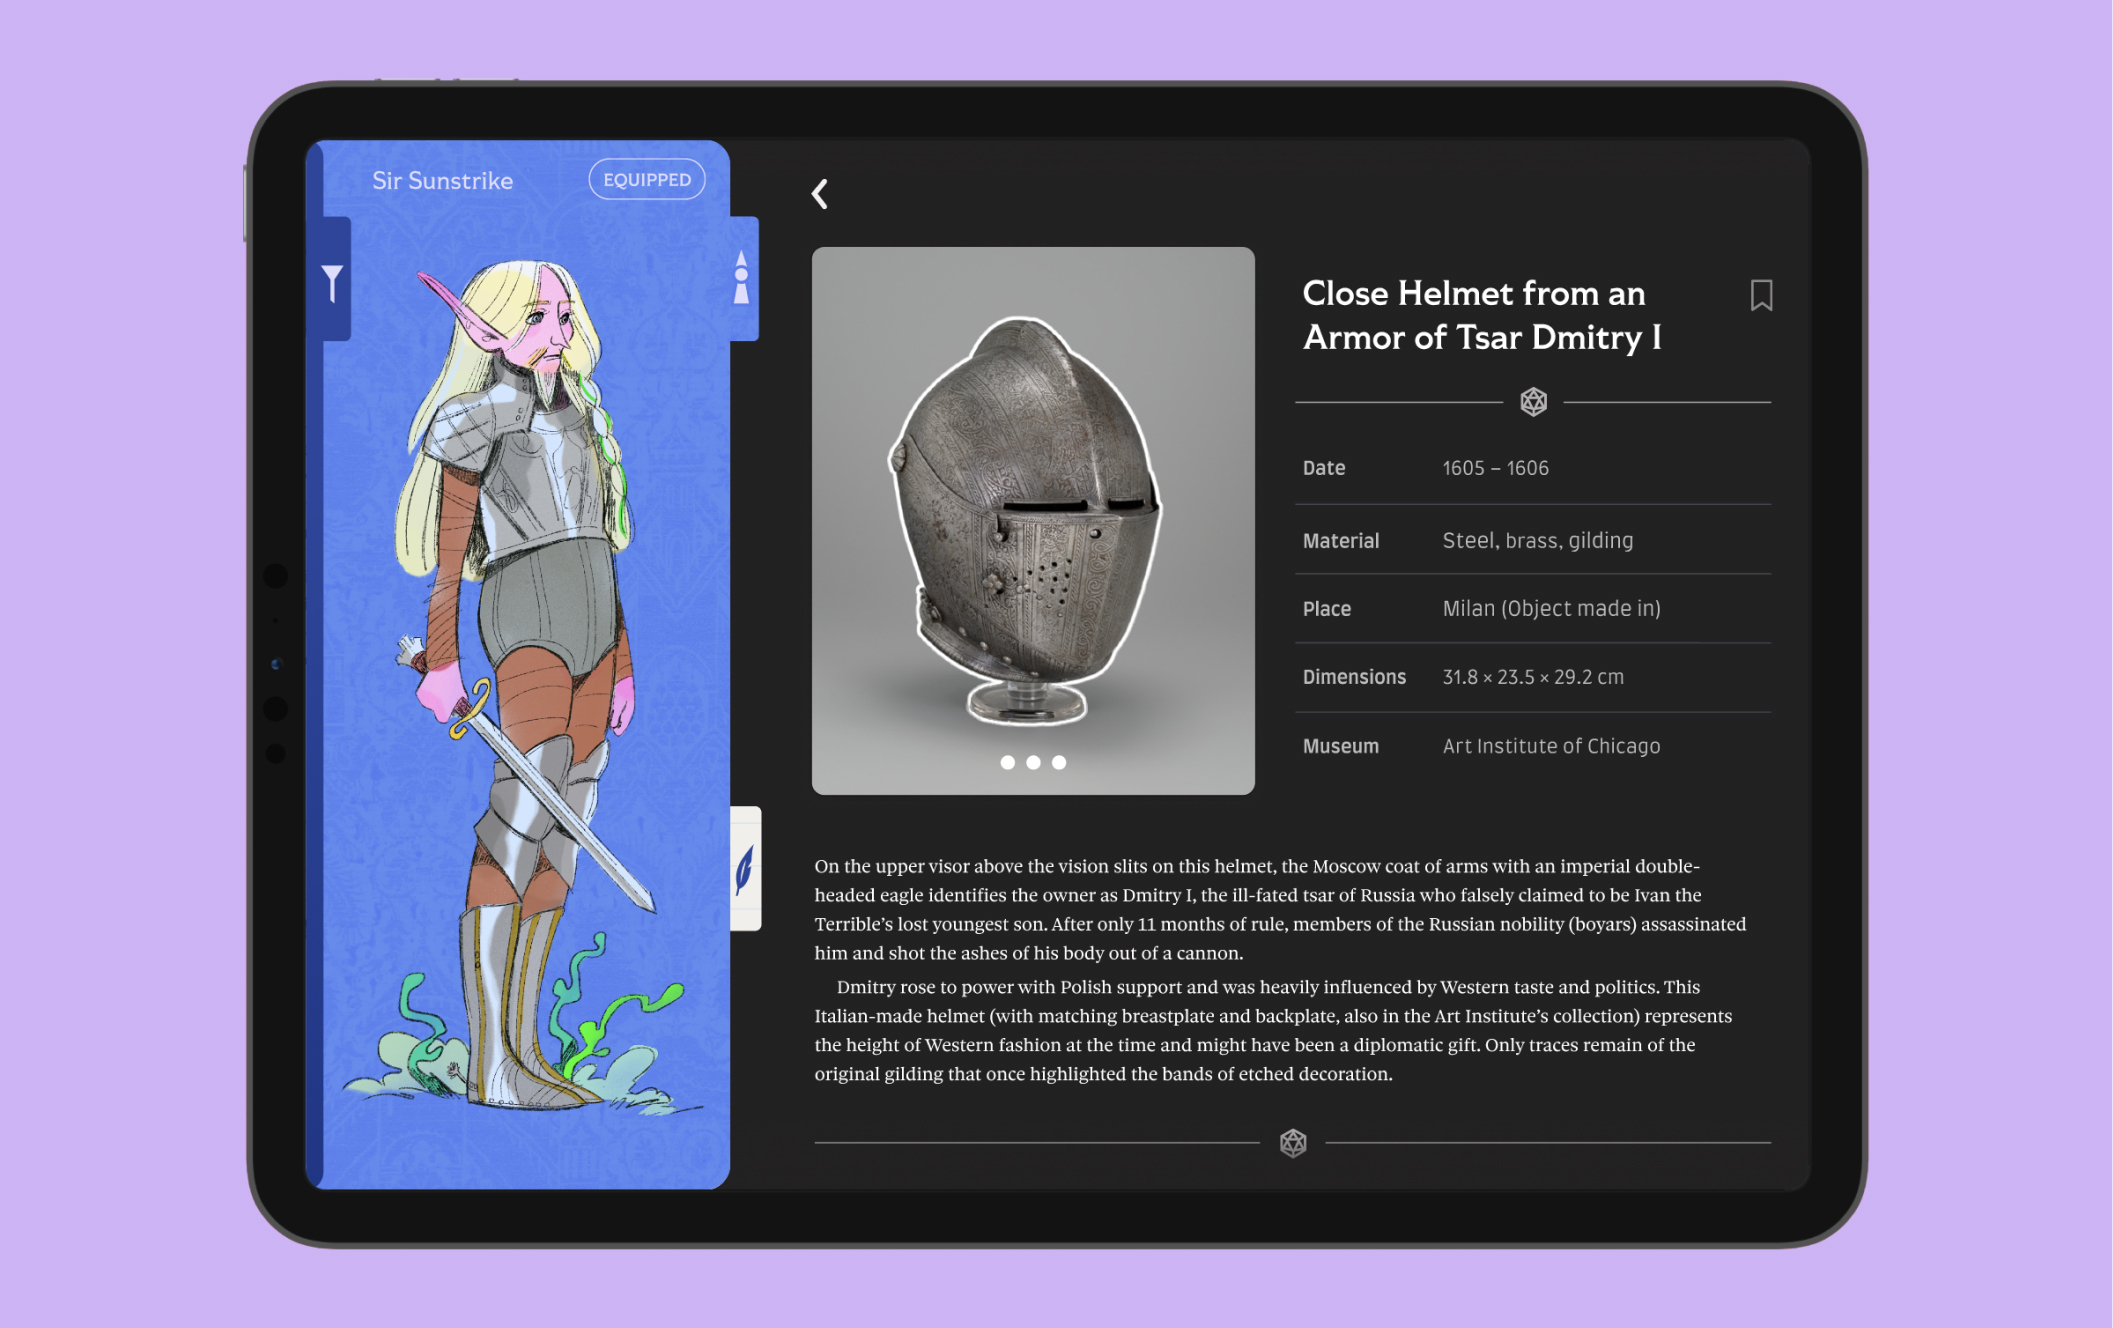 Sir Sunstrike
EQUIPPED
Close Helmet from an
Armor of Tsar Dmitry I
Date 1605 – 1606
Material Steel, brass, gilding
Place Milan (Object made in)
Dimensions 31.8 × 23.5 × 29.2 cm
Museum Art Institute of Chicago
On the upper visor above the vision slits on this helmet, the Moscow coat of arms with an imperial double-
headed eagle identifies the owner as Dmitry I, the ill-fated tsar of Russia who falsely claimed to be Ivan the
Terrible’s lost youngest son. After only 11 months of rule, members of the Russian nobility (boyars) assassinated
him and shot the ashes of his body out of a cannon.
Dmitry rose to power with Polish support and was heavily influenced by Western taste and politics. This
Italian-made helmet (with matching breastplate and backplate, also in the Art Institute’s collection) represents
the height of Western fashion at the time and might have been a diplomatic gift. Only traces remain of the
original gilding that once highlighted the bands of etched decoration.